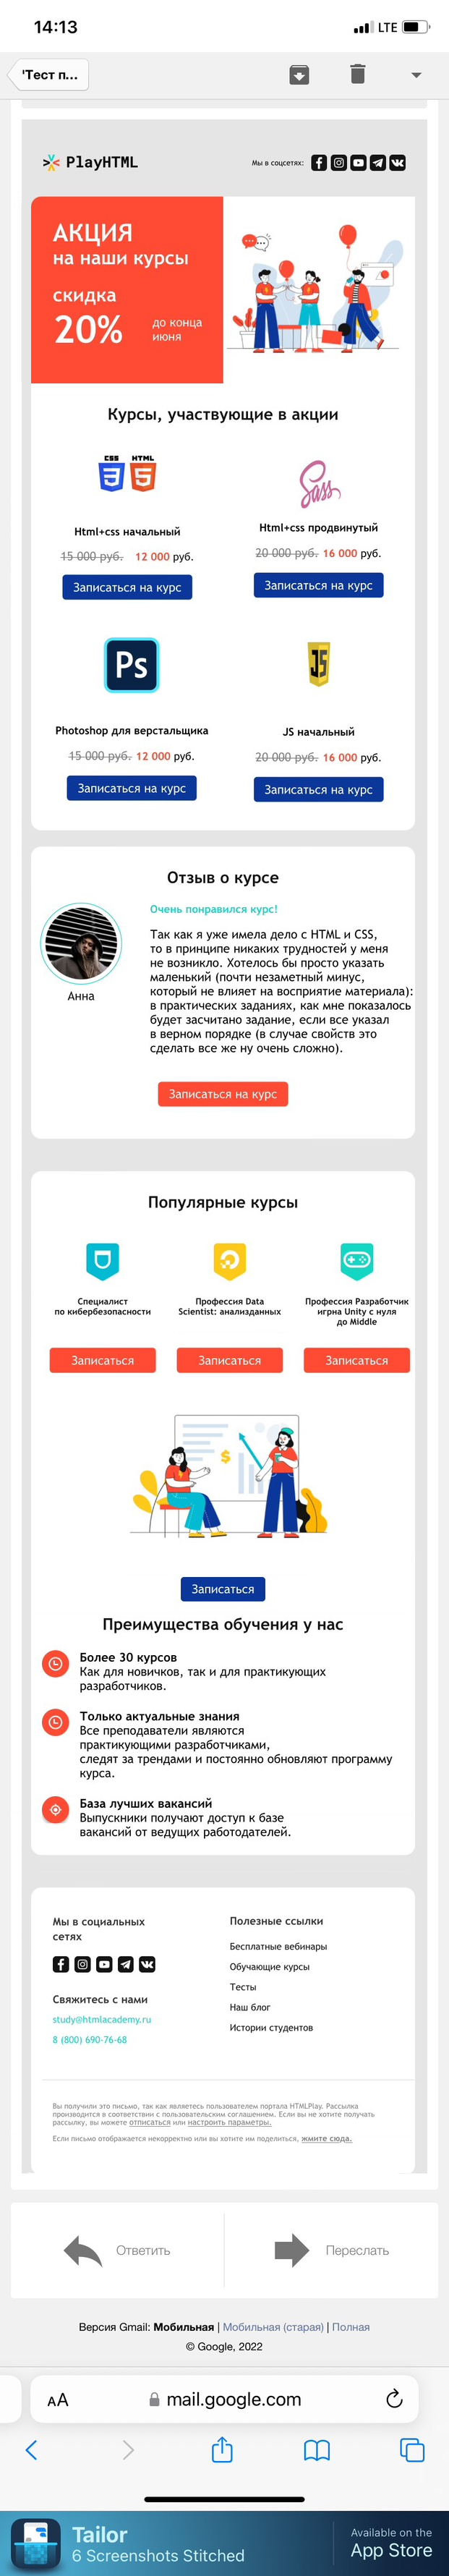 14:13
LTE
'Тест п...
PlayHTML
Мы в соцсетях:
АКЦИЯ
на наши курсы
скидка
20%
до конца
июня
Курсы, участвующие в акции
CSS HTML
Sass
Html+css начальный
Html+css продвинутый
15 000 руб. 12 000 руб.
20 000 руб. 16 000 руб.
Записаться на курс
Записаться на курс
Ps
JS
Photoshop для верстальщика
JS начальный
15 000 руб. 12 000 руб.
20 000 руб. 16 000 руб.
Записаться на курс
Записаться на курс
Отзыв о курсе
Очень понравился курс!
Так как я уже имела дело с HTML и CSS,
то в принципе никаких трудностей у меня
не возникло. Хотелось бы просто указать
маленький (почти незаметный минус,
который не влияет на восприятие материала):
в практических заданиях, как мне показалось
будет засчитано задание, если все указал
в верном порядке (в случае свойств это
сделать все же ну очень сложно).
Анна
Записаться на курс
Популярные курсы
Специалист
по кибербезопасности
Профессия Data
Scientist: анализданных
Профессия Разработчик
игрна Unity с нуля
до Middle
Записаться
Записаться
Записаться
$
Записаться
Преимущества обучения у нас
Более 30 курсов
Как для новичков, так и для практикующих
разработчиков.
Только актуальные знания
Все преподаватели являются
практикующими разработчиками,
следят за трендами и постоянно обновляют программу
курса.
База лучших вакансий
Выпускники получают доступ к базе
вакансий от ведущих работодателей.
Мы в социальных
сетях
Свяжитесь с нами
study@htmlacademy.ru
8 (800) 690-76-68
Полезные ссылки
Бесплатные вебинары
Обучающие курсы
Тесты
Наш блог
Истории студентов
Вы получили это письмо, так как являетесь пользователем портала HTMLPlay. Рассылка
производится в соответствии с пользовательским соглашением. Если вы не хотите получать
рассылку, вы можете отписаться или настроить параметры.
Если письмо отображается некорректно или вы хотите им поделиться, жмите сюда.
Ответить
Переслать
Версия Gmail: Мобильная | Мобильная (старая) | Полная
© Google, 2022
AA
mail.google.com
Tailor
6 Screenshots Stitched
Available on the
App Store